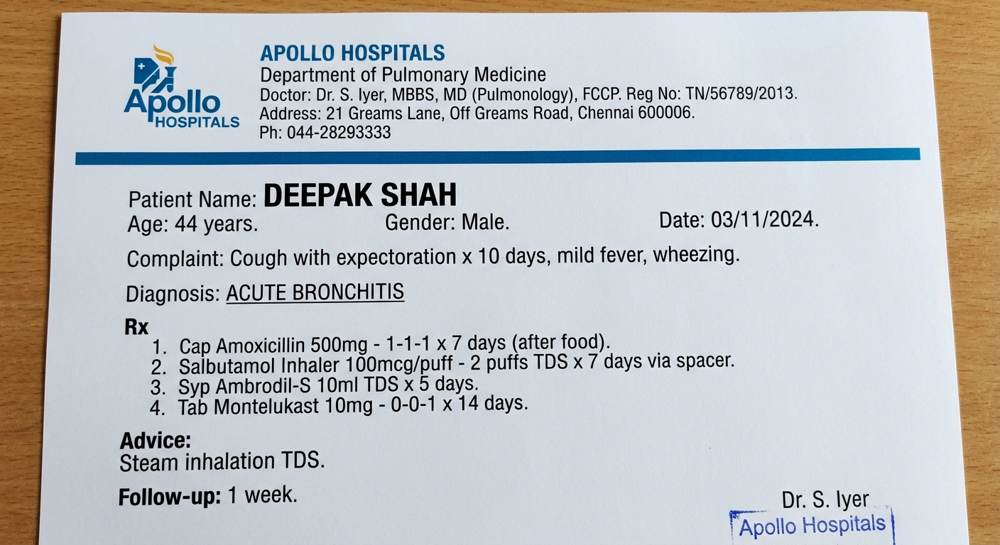 Apollo
HOSPITALS
APOLLO HOSPITALS
Department of Pulmonary Medicine
Doctor: Dr. S. Iyer, MBBS, MD (Pulmonology), FCCP. Reg No: TN/56789/2013.
Address: 21 Greams Lane, Off Greams Road, Chennai 600006.
Ph: 044-28293333
Patient Name: DEEPAK SHAH
Age: 44 years. Gender: Male. Date: 03/11/2024.
Complaint: Cough with expectoration x 10 days, mild fever, wheezing.
Diagnosis: ACUTE BRONCHITIS
Rx
1. Cap Amoxicillin 500mg - 1-1-1 x 7 days (after food).
2. Salbutamol Inhaler 100mcg/puff - 2 puffs TDS x 7 days via spacer.
3. Syp Ambrodil-S 10ml TDS x 5 days.
4. Tab Montelukast 10mg - 0-0-1 x 14 days.
Advice:
Steam inhalation TDS.
Follow-up: 1 week.
Dr. S. Iyer
Apollo Hospitals